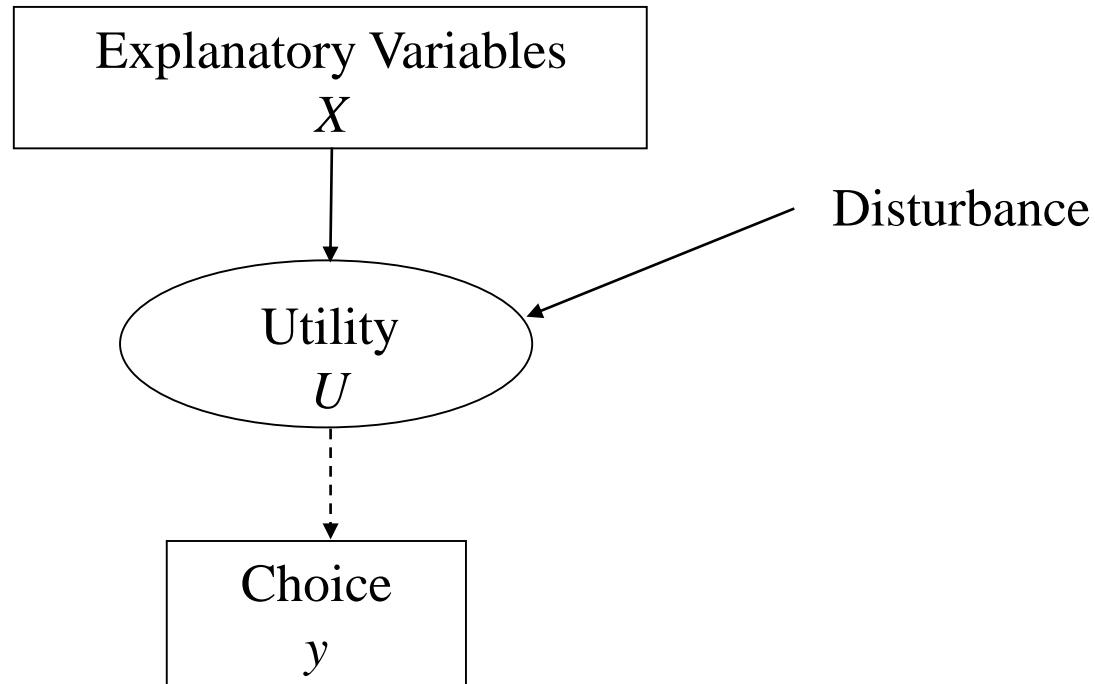 Explanatory Variables
X
Disturbance
Utility
U
Choice
y